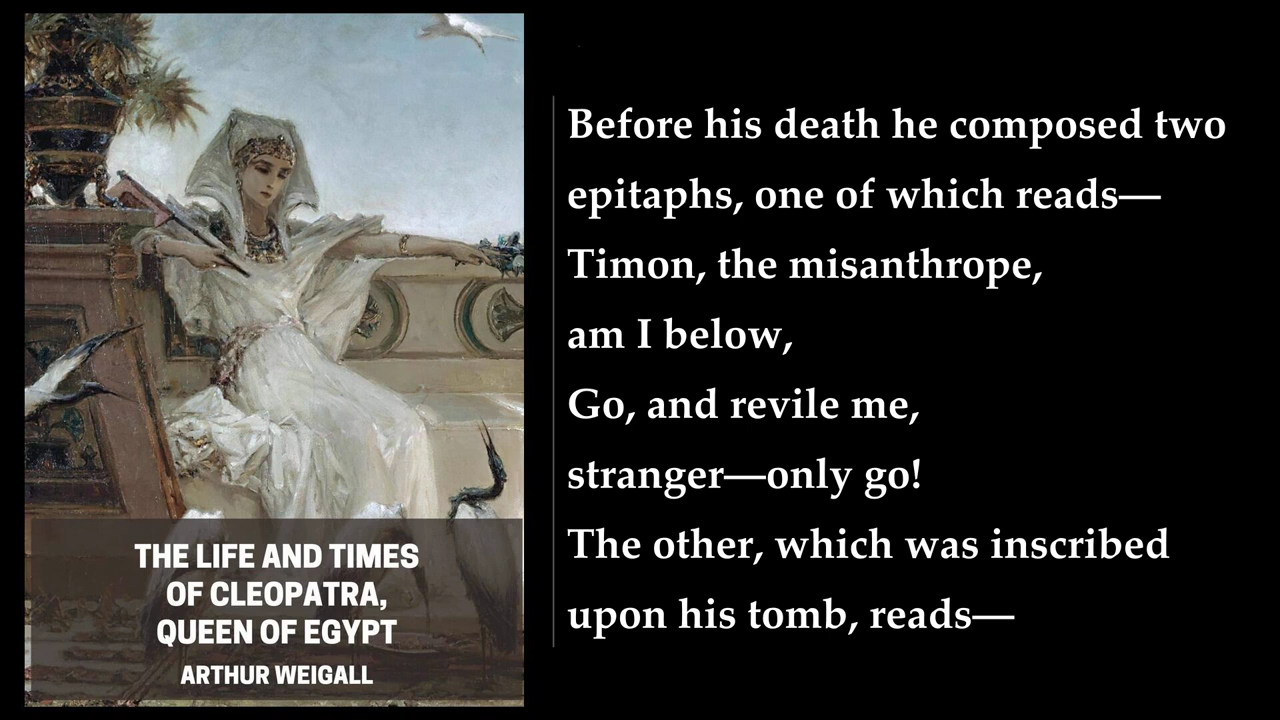 THE LIFE AND TIMES
OF CLEOPATRA,
QUEEN OF EGYPT
ARTHUR WEIGALL
Before his death he composed two
epitaphs, one of which reads—
Timon, the misanthrope,
am I below,
Go, and revile me,
stranger—only go!
The other, which was inscribed
upon his tomb, reads—